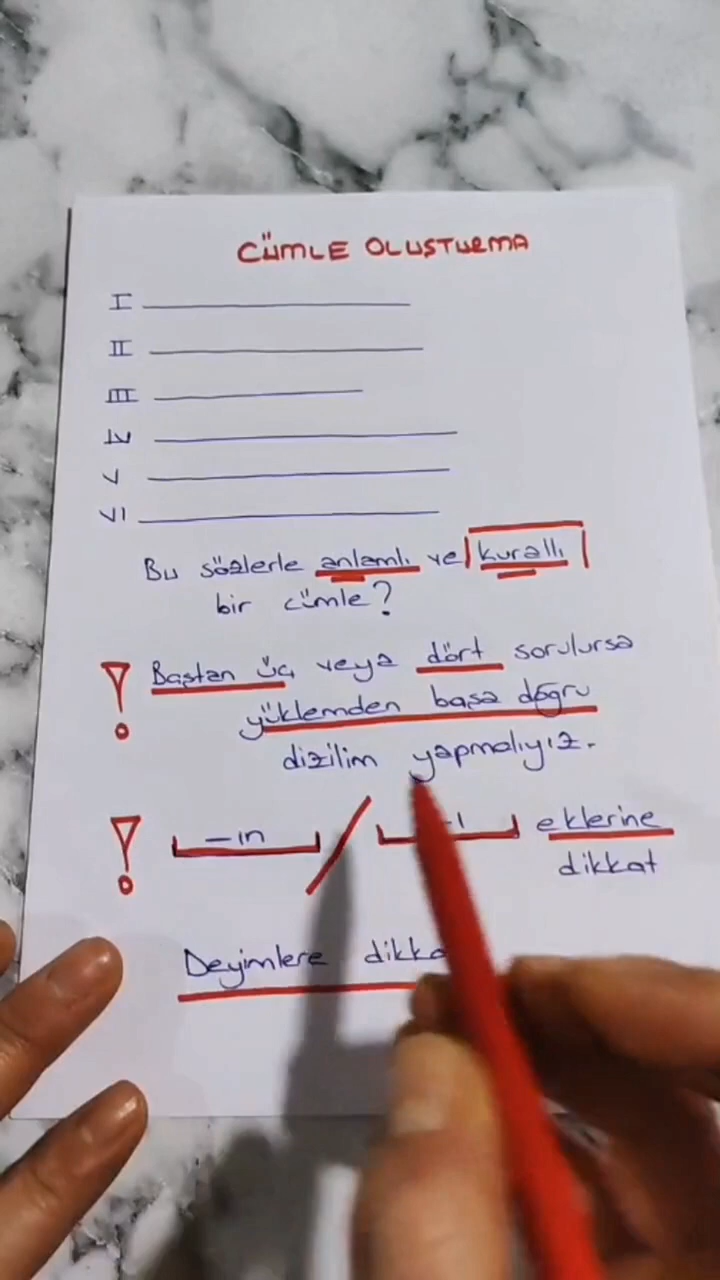 CÜMLE OLUŞTURMA
I
II
III
IV
V
VI
Bu sözlerle anlamlı ve kurallı
bir cümle?
! Baştan üç veya dört sorulursa
yüklemden başa doğru
dizilim yapmalıyız.
! -in / eklerine
dikkat
Deyimlere